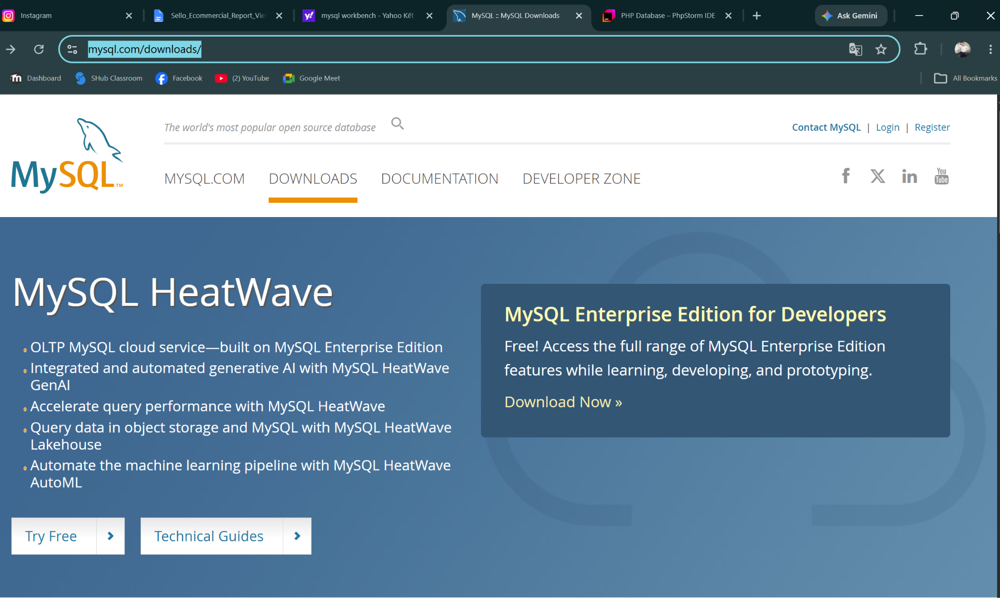 Instagram
Sello_Ecommercial_Report_Vie
mysql workbench - Yahoo Kết
MySQL :: MySQL Downloads
PHP Database – PhpStorm IDE
Ask Gemini
mysql.com/downloads/
Dashboard
SHub Classroom
Facebook
(2) YouTube
Google Meet
All Bookmarks
The world's most popular open source database
Contact MySQL | Login | Register
MySQL™
MYSQL.COM
DOWNLOADS
DOCUMENTATION
DEVELOPER ZONE
You
Tube
MySQL HeatWave
OLTP MySQL cloud service—built on MySQL Enterprise Edition
Integrated and automated generative AI with MySQL HeatWave
GenAI
Accelerate query performance with MySQL HeatWave
Query data in object storage and MySQL with MySQL HeatWave
Lakehouse
Automate the machine learning pipeline with MySQL HeatWave
AutoML
Try Free
Technical Guides
MySQL Enterprise Edition for Developers
Free! Access the full range of MySQL Enterprise Edition
features while learning, developing, and prototyping.
Download Now »